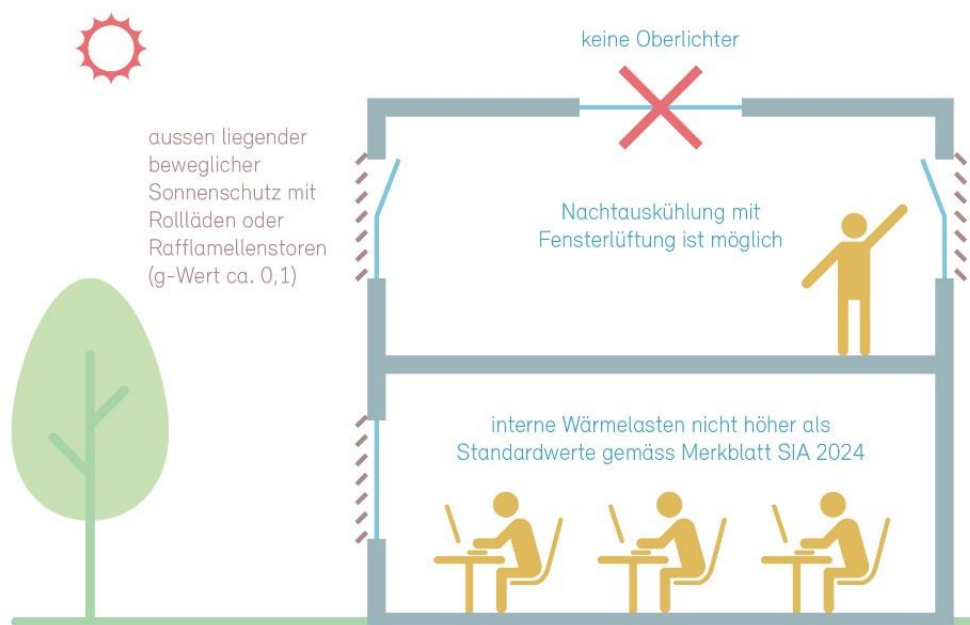 keine Oberlichter
aussen liegender
beweglicher
Sonnenschutz mit
Rollläden oder
Rafflamellenstoren
(g-Wert ca. 0,1)
Nachtauskühlung mit
Fensterlüftung ist möglich
interne Wärmelasten nicht höher als
Standardwerte gemäss Merkblatt SIA 2024